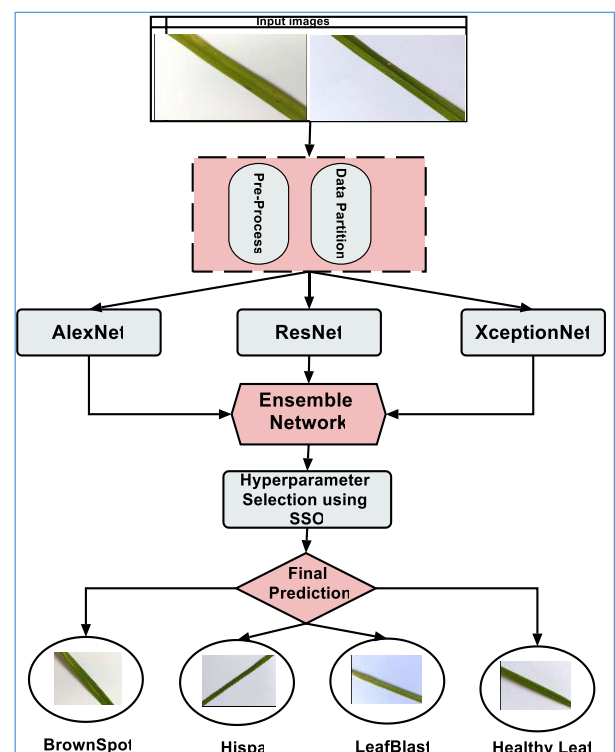 Input images
Pre-Process
Data Partition
AlexNet
ResNet
XceptionNet
Ensemble
Network
Hyperparameter
Selection using
SSO
Final
Prediction
BrownSpot
Hispa
LeafBlast
Healthy Leaf